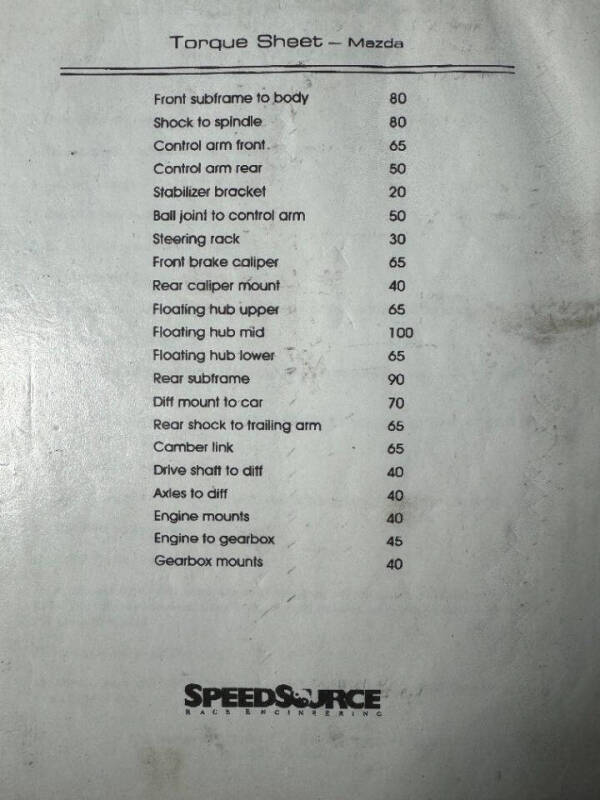 Torque Sheet – Mazda
Front subframe to body 80
Shock to spindle 80
Control arm front 65
Control arm rear 50
Stabilizer bracket 20
Ball joint to control arm 50
Steering rack 30
Front brake caliper 65
Rear caliper mount 40
Floating hub upper 65
Floating hub mid 100
Floating hub lower 65
Rear subframe 90
Diff mount to car 70
Rear shock to trailing arm 65
Camber link 65
Drive shaft to diff 40
Axles to diff 40
Engine mounts 40
Engine to gearbox 45
Gearbox mounts 40
SPEEDSOURCE
RACE ENGINEERING